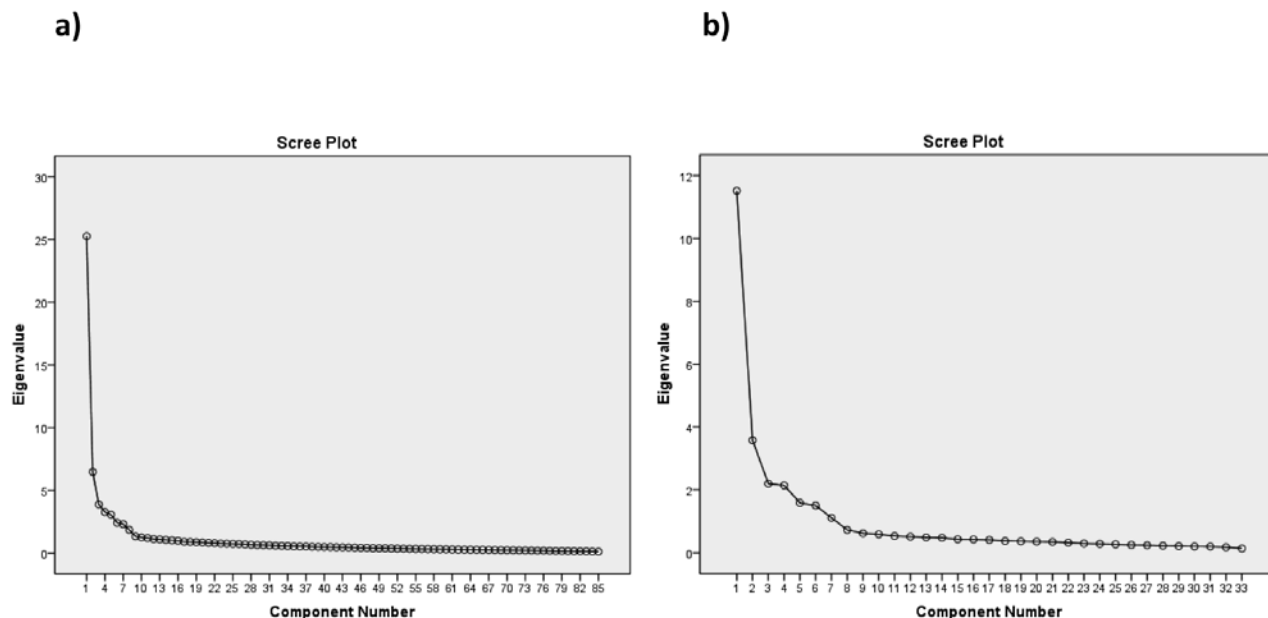 a)
b)
Scree Plot
30
25
20
15
10
5
0
Eigenvalue
1 4 7 10 13 16 19 22 25 28 31 34 37 40 43 46 49 52 55 58 61 64 67 70 73 76 79 82 85
Component Number
Scree Plot
12
10
8
6
4
2
0
Eigenvalue
1 2 3 4 5 6 7 8 9 10 11 12 13 14 15 16 17 18 19 20 21 22 23 24 25 26 27 28 29 30 31 32 33
Component Number